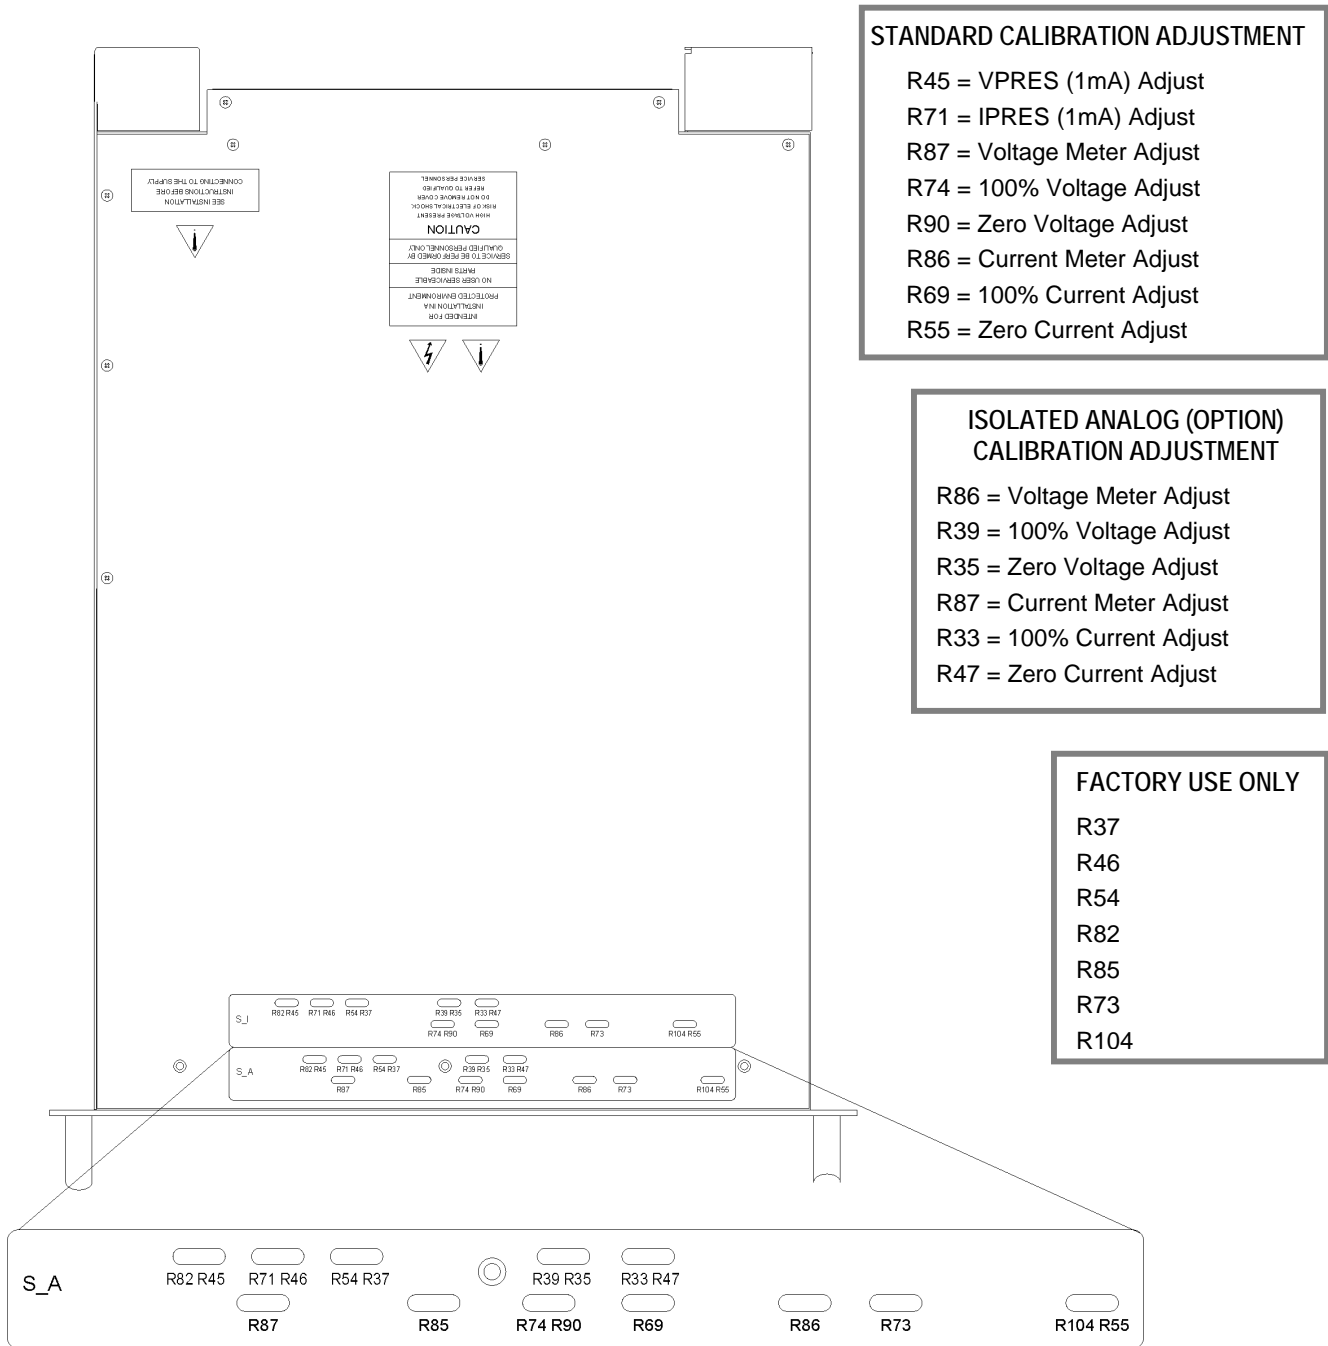 STANDARD CALIBRATION ADJUSTMENT
R45 = VPRES (1mA) Adjust
R71 = IPRES (1mA) Adjust
R87 = Voltage Meter Adjust
R74 = 100% Voltage Adjust
R90 = Zero Voltage Adjust
R86 = Current Meter Adjust
R69 = 100% Current Adjust
R55 = Zero Current Adjust
ISOLATED ANALOG (OPTION)
CALIBRATION ADJUSTMENT
R86 = Voltage Meter Adjust
R39 = 100% Voltage Adjust
R35 = Zero Voltage Adjust
R87 = Current Meter Adjust
R33 = 100% Current Adjust
R47 = Zero Current Adjust
FACTORY USE ONLY
R37
R46
R54
R82
R85
R73
R104
SEE INSTALLATION
INSTRUCTIONS BEFORE
CONNECTING TO THE SUPPLY
INTENDED FOR
INSTALLATION IN A
PROTECTED ENVIRONMENT
NO USER SERVICEABLE
PARTS INSIDE
SERVICE TO BE PERFORMED BY
QUALIFIED PERSONNEL ONLY
CAUTION
HIGH VOLTAGE PRESENT
RISK OF ELECTRICAL SHOCK.
DO NOT REMOVE COVER
REFER TO QUALIFIED
SERVICE PERSONNEL
S_I
R82 R45 R71 R46 R54 R37 R39 R35 R33 R47
R74 R90 R69 R86 R73 R104 R55
S_A
R82 R45 R71 R46 R54 R37 R39 R35 R33 R47
R87 R85 R74 R90 R69 R86 R73 R104 R55
S_A
R82 R45 R71 R46 R54 R37 R39 R35 R33 R47
R87 R85 R74 R90 R69 R86 R73 R104 R55